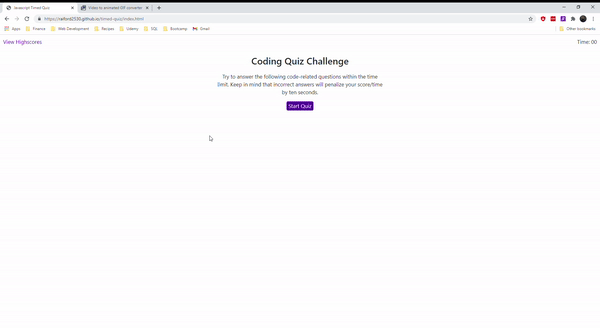 Javascript Timed Quiz
Video to animated GIF converter
https://raiford2530.github.io/timed-quiz/index.html
Apps Finance Web Development Recipes Udemy SQL Bootcamp Gmail Other bookmarks
View Highscores Time: 00
Coding Quiz Challenge
Try to answer the following code-related questions within the time
limit. Keep in mind that incorrect answers will penalize your score/time
by ten seconds.
Start Quiz